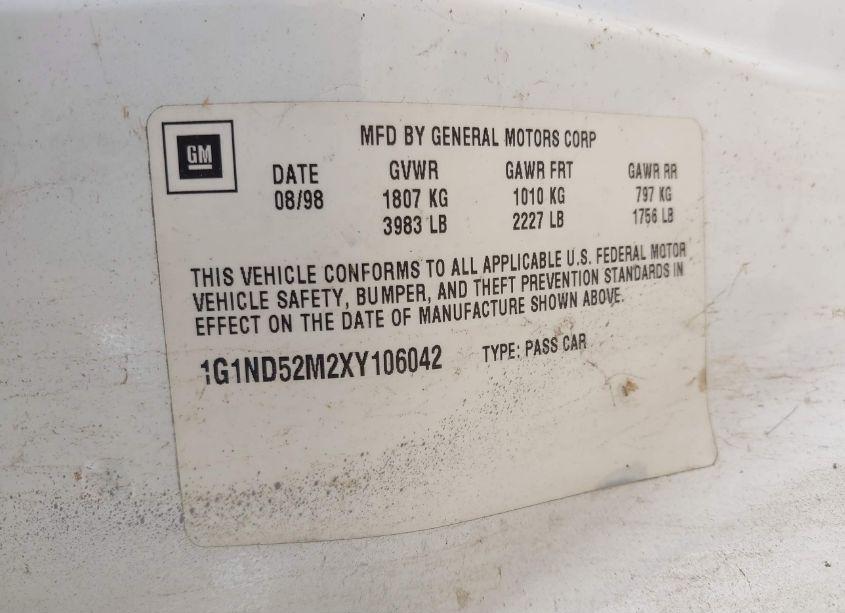 GM
MFD BY GENERAL MOTORS CORP
DATE GVWR GAWR FRT GAWR RR
08/98 1807 KG 1010 KG 797 KG
3983 LB 2227 LB 1756 LB
THIS VEHICLE CONFORMS TO ALL APPLICABLE U.S. FEDERAL MOTOR
VEHICLE SAFETY, BUMPER, AND THEFT PREVENTION STANDARDS IN
EFFECT ON THE DATE OF MANUFACTURE SHOWN ABOVE.
1G1ND52M2XY106042 TYPE: PASS CAR